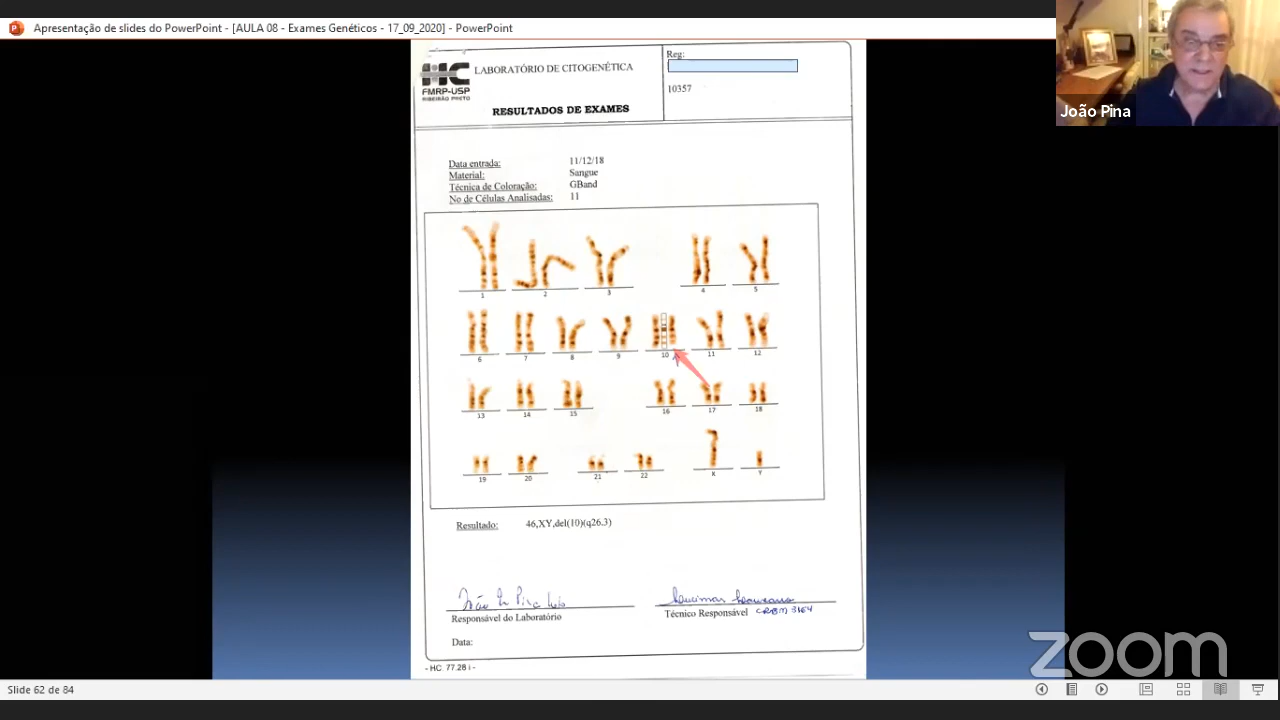 Apresentação de slides do PowerPoint - [AULA 08 - Exames Genéticos - 17_09_2020] - PowerPoint
João Pina
HC
FMRP-USP
RIBEIRÃO PRETO
LABORATÓRIO DE CITOGENÉTICA
RESULTADOS DE EXAMES
Reg:
10357
Data entrada: 11/12/18
Material: Sangue
Técnica de Coloração: GBand
No de Células Analisadas: 11
1 2 3 4 5
6 7 8 9 10 11 12
13 14 15 16 17 18
19 20 21 22 X Y
Resultado: 46,XY,del(10)(q26.3)
Responsável do Laboratório
Técnico Responsável
Data:
- HC 77.28 i -
zoom
Slide 62 de 84